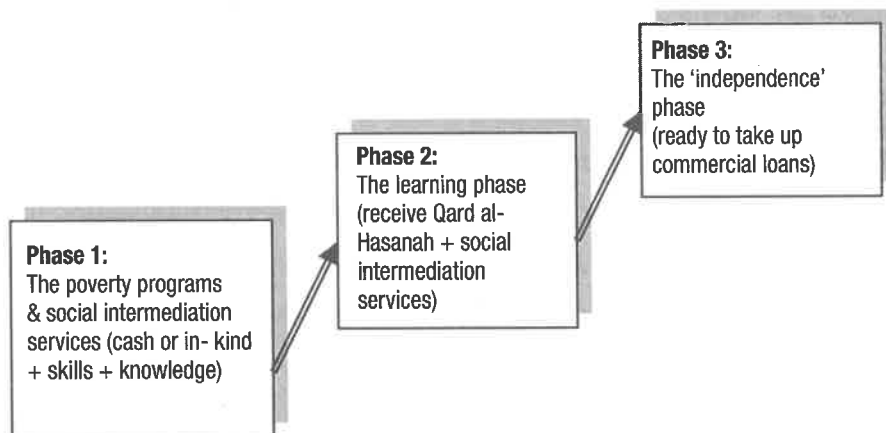 Phase 1:
The poverty programs
& social intermediation
services (cash or in- kind
+ skills + knowledge)
Phase 2:
The learning phase
(receive Qard al-
Hasanah + social
intermediation
services)
Phase 3:
The ‘independence’
phase
(ready to take up
commercial loans)